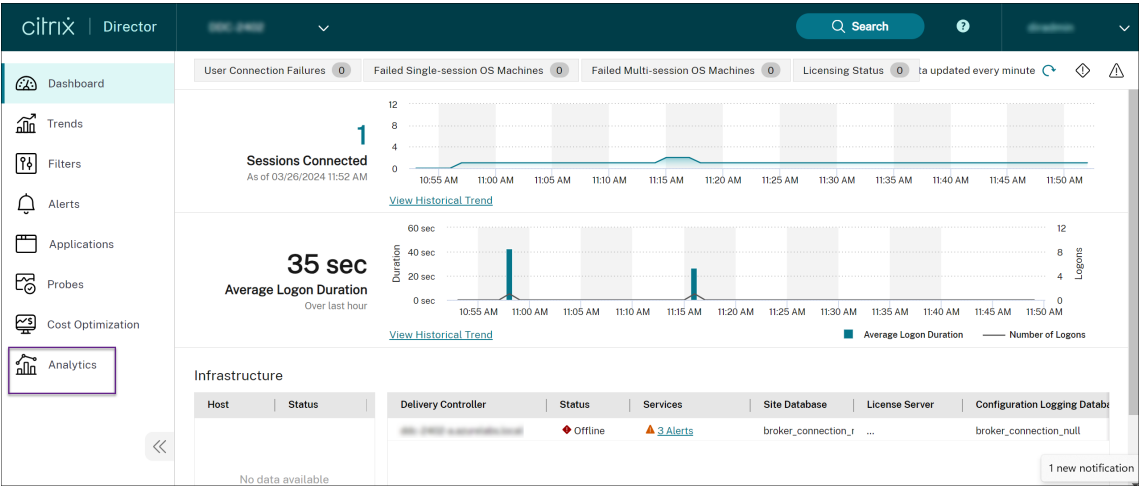 citrix | Director
Search
?
User Connection Failures 0
Failed Single-session OS Machines 0
Failed Multi-session OS Machines 0
Licensing Status 0
ta updated every minute
Dashboard
Trends
Filters
Alerts
Applications
Probes
Cost Optimization
Analytics
1
Sessions Connected
As of 03/26/2024 11:52 AM
12
8
4
0
10:55 AM 11:00 AM 11:05 AM 11:10 AM 11:15 AM 11:20 AM 11:25 AM 11:30 AM 11:35 AM 11:40 AM 11:45 AM 11:50 AM
View Historical Trend
35 sec
Average Logon Duration
Over last hour
Duration
60 sec
40 sec
20 sec
0 sec
12
8
4
0
Logons
10:55 AM 11:00 AM 11:05 AM 11:10 AM 11:15 AM 11:20 AM 11:25 AM 11:30 AM 11:35 AM 11:40 AM 11:45 AM 11:50 AM
View Historical Trend
Average Logon Duration
Number of Logons
Infrastructure
Host Status
No data available
Delivery Controller Status Services Site Database License Server Configuration Logging Databa
Offline 3 Alerts broker_connection_r ... broker_connection_null
1 new notification